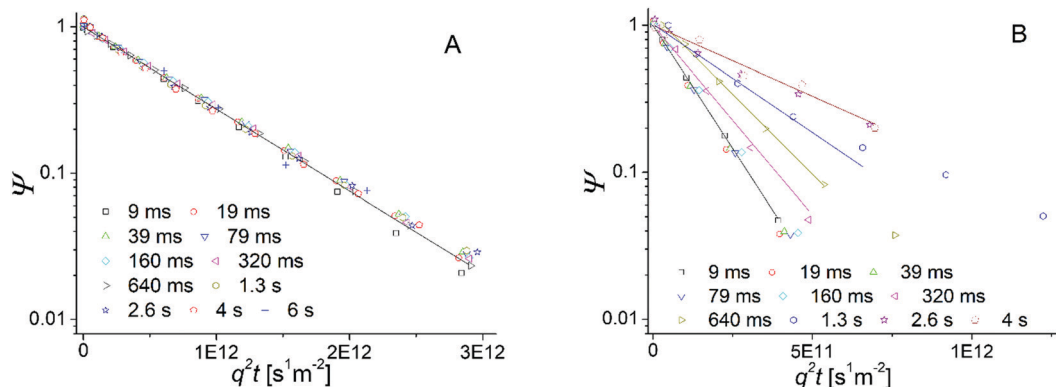 A
1
0.1
0.01
Ψ
9 ms 19 ms
39 ms 79 ms
160 ms 320 ms
640 ms 1.3 s
2.6 s 4 s 6 s
0 1E12 2E12 3E12
q²t [s¹m⁻²]
B
1
0.1
0.01
Ψ
9 ms 19 ms 39 ms
79 ms 160 ms 320 ms
640 ms 1.3 s 2.6 s 4 s
0 5E11 1E12
q²t [s¹m⁻²]